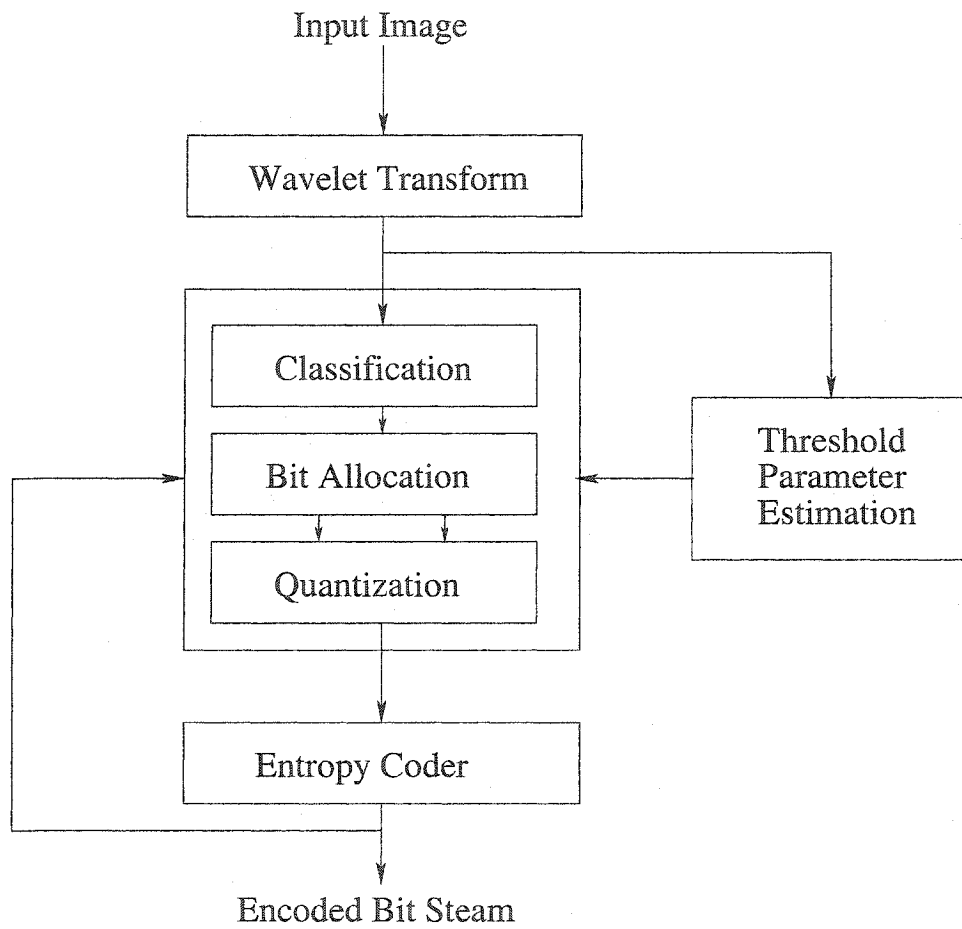 Input Image
Wavelet Transform
Classification
Bit Allocation
Quantization
Threshold
Parameter
Estimation
Entropy Coder
Encoded Bit Steam